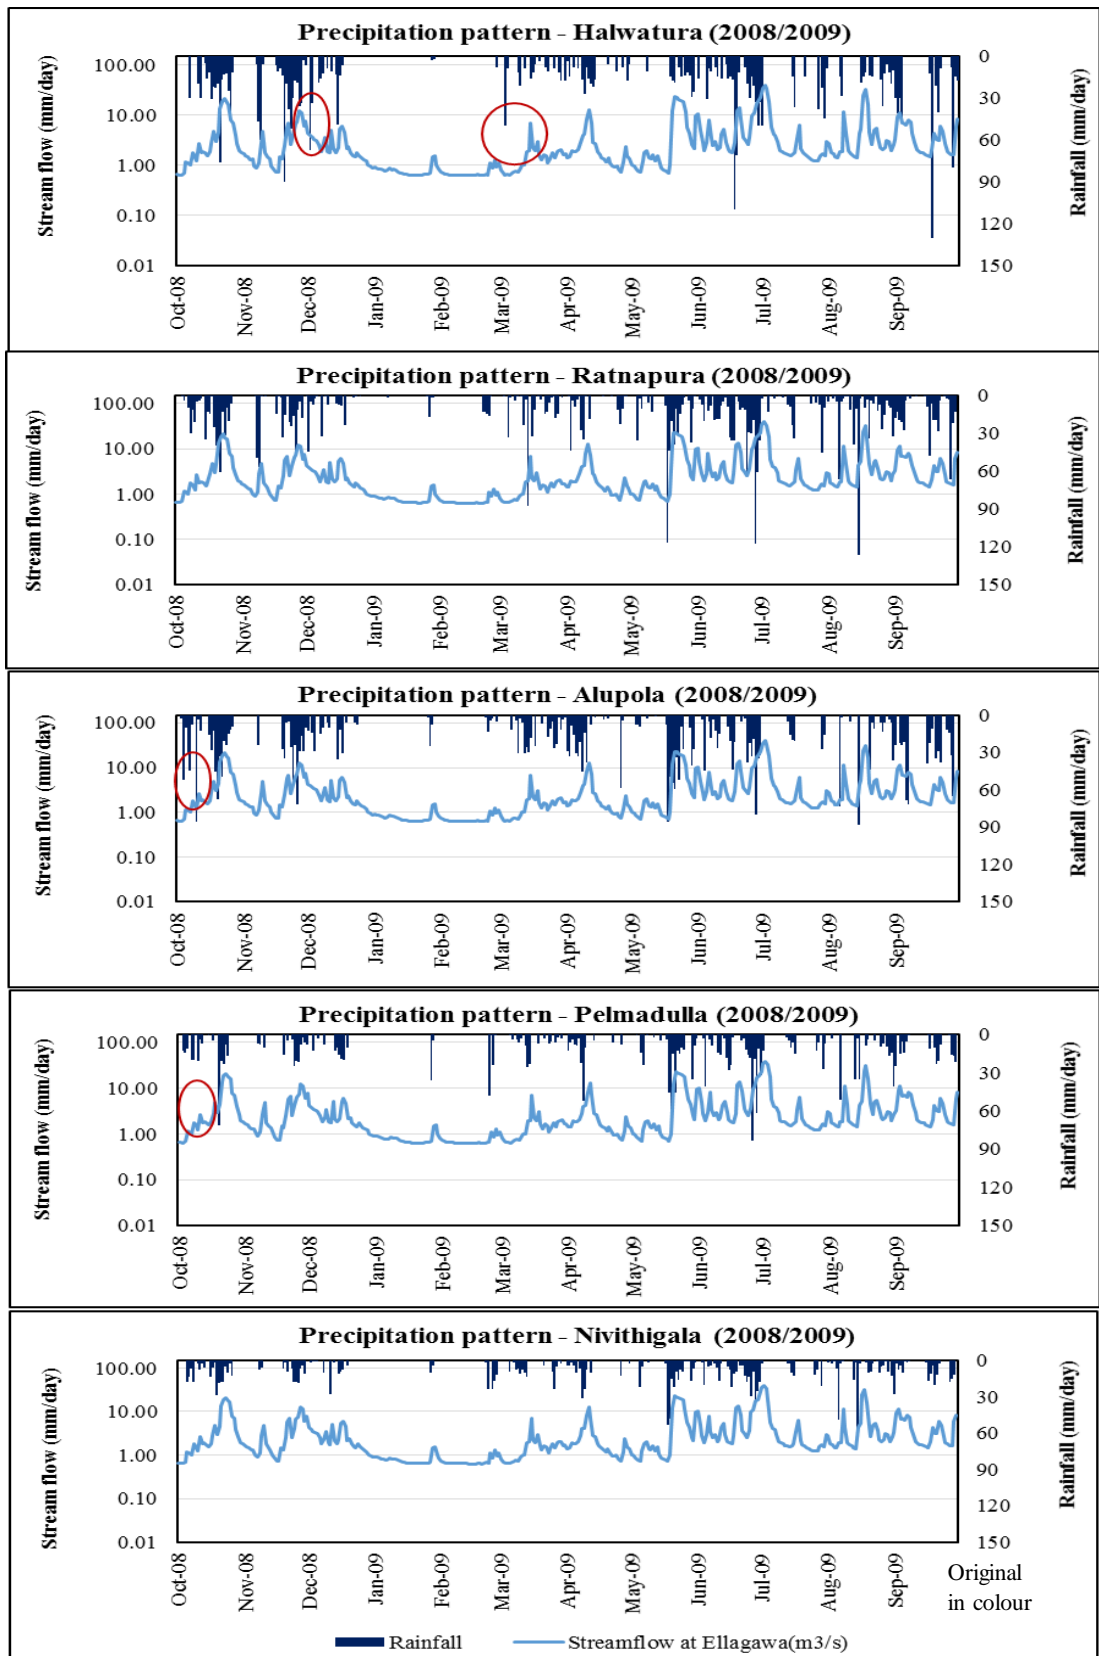 Precipitation pattern - Halwatura (2008/2009)
Stream flow (mm/day)
100.00
10.00
1.00
0.10
0.01
0
30
60
90
120
150
Rainfall (mm/day)
Oct-08
Nov-08
Dec-08
Jan-09
Feb-09
Mar-09
Apr-09
May-09
Jun-09
Jul-09
Aug-09
Sep-09
Precipitation pattern - Ratnapura (2008/2009)
Stream flow (mm/day)
100.00
10.00
1.00
0.10
0.01
0
30
60
90
120
150
Rainfall (mm/day)
Oct-08
Nov-08
Dec-08
Jan-09
Feb-09
Mar-09
Apr-09
May-09
Jun-09
Jul-09
Aug-09
Sep-09
Precipitation pattern - Alupola (2008/2009)
Stream flow (mm/day)
100.00
10.00
1.00
0.10
0.01
0
30
60
90
120
150
Rainfall (mm/day)
Oct-08
Nov-08
Dec-08
Jan-09
Feb-09
Mar-09
Apr-09
May-09
Jun-09
Jul-09
Aug-09
Sep-09
Precipitation pattern - Pelmadulla (2008/2009)
Stream flow (mm/day)
100.00
10.00
1.00
0.10
0.01
0
30
60
90
120
150
Rainfall (mm/day)
Oct-08
Nov-08
Dec-08
Jan-09
Feb-09
Mar-09
Apr-09
May-09
Jun-09
Jul-09
Aug-09
Sep-09
Precipitation pattern - Nivithigala (2008/2009)
Stream flow (mm/day)
100.00
10.00
1.00
0.10
0.01
0
30
60
90
120
150
Rainfall (mm/day)
Oct-08
Nov-08
Dec-08
Jan-09
Feb-09
Mar-09
Apr-09
May-09
Jun-09
Jul-09
Aug-09
Sep-09
Original
in colour
Rainfall
Streamflow at Ellagawa(m3/s)